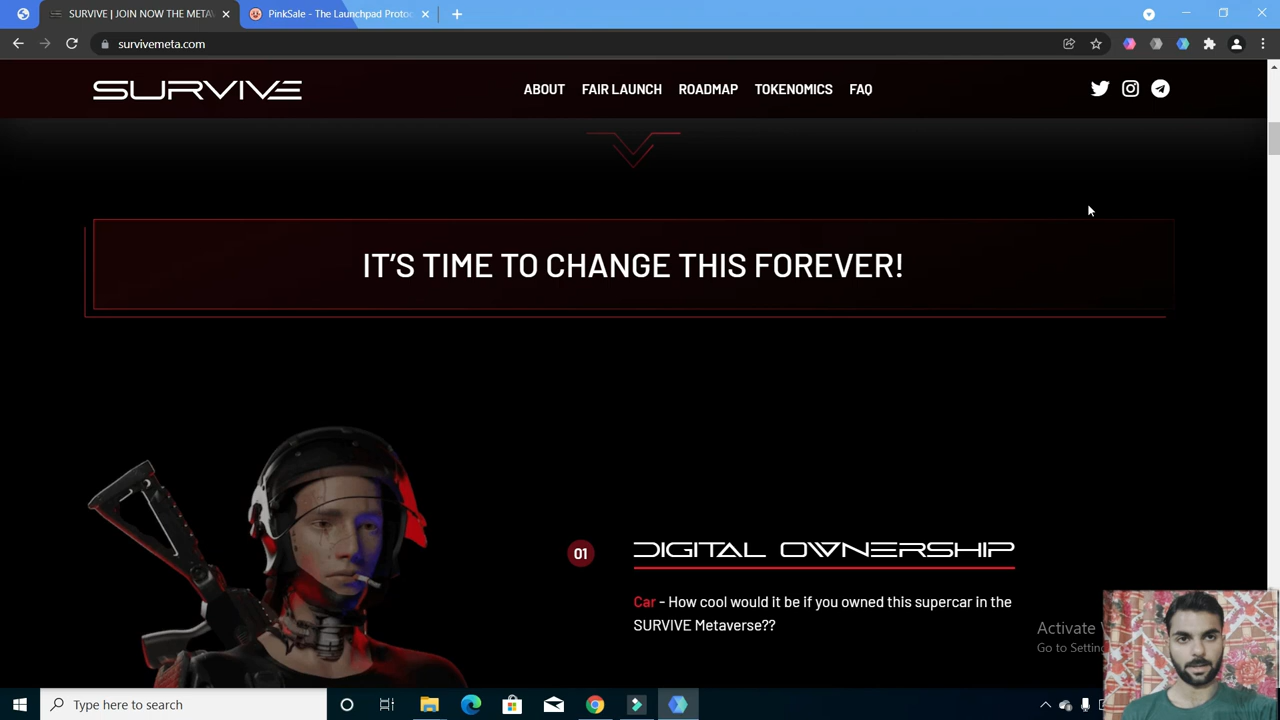 SURVIVE | JOIN NOW THE METAV
PinkSale - The Launchpad Protoc
survivemeta.com
SURVIVE
ABOUT
FAIR LAUNCH
ROADMAP
TOKENOMICS
FAQ
IT'S TIME TO CHANGE THIS FOREVER!
01
DIGITAL OWNERSHIP
Car - How cool would it be if you owned this supercar in the
SURVIVE Metaverse??
Activate
Go to Setting
Type here to search